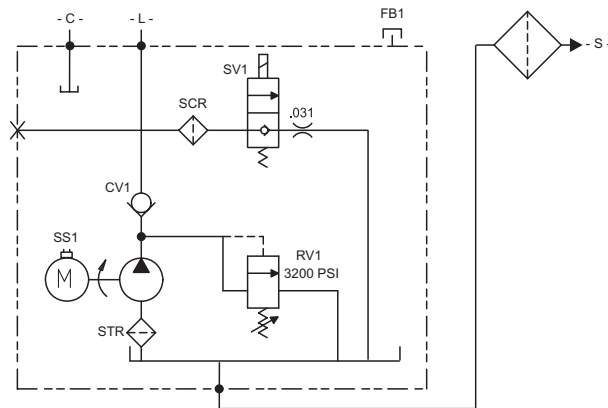 - C -
- L -
FB1
- S -
SV1
SCR
.031
CV1
SS1
RV1
3200 PSI
M
STR